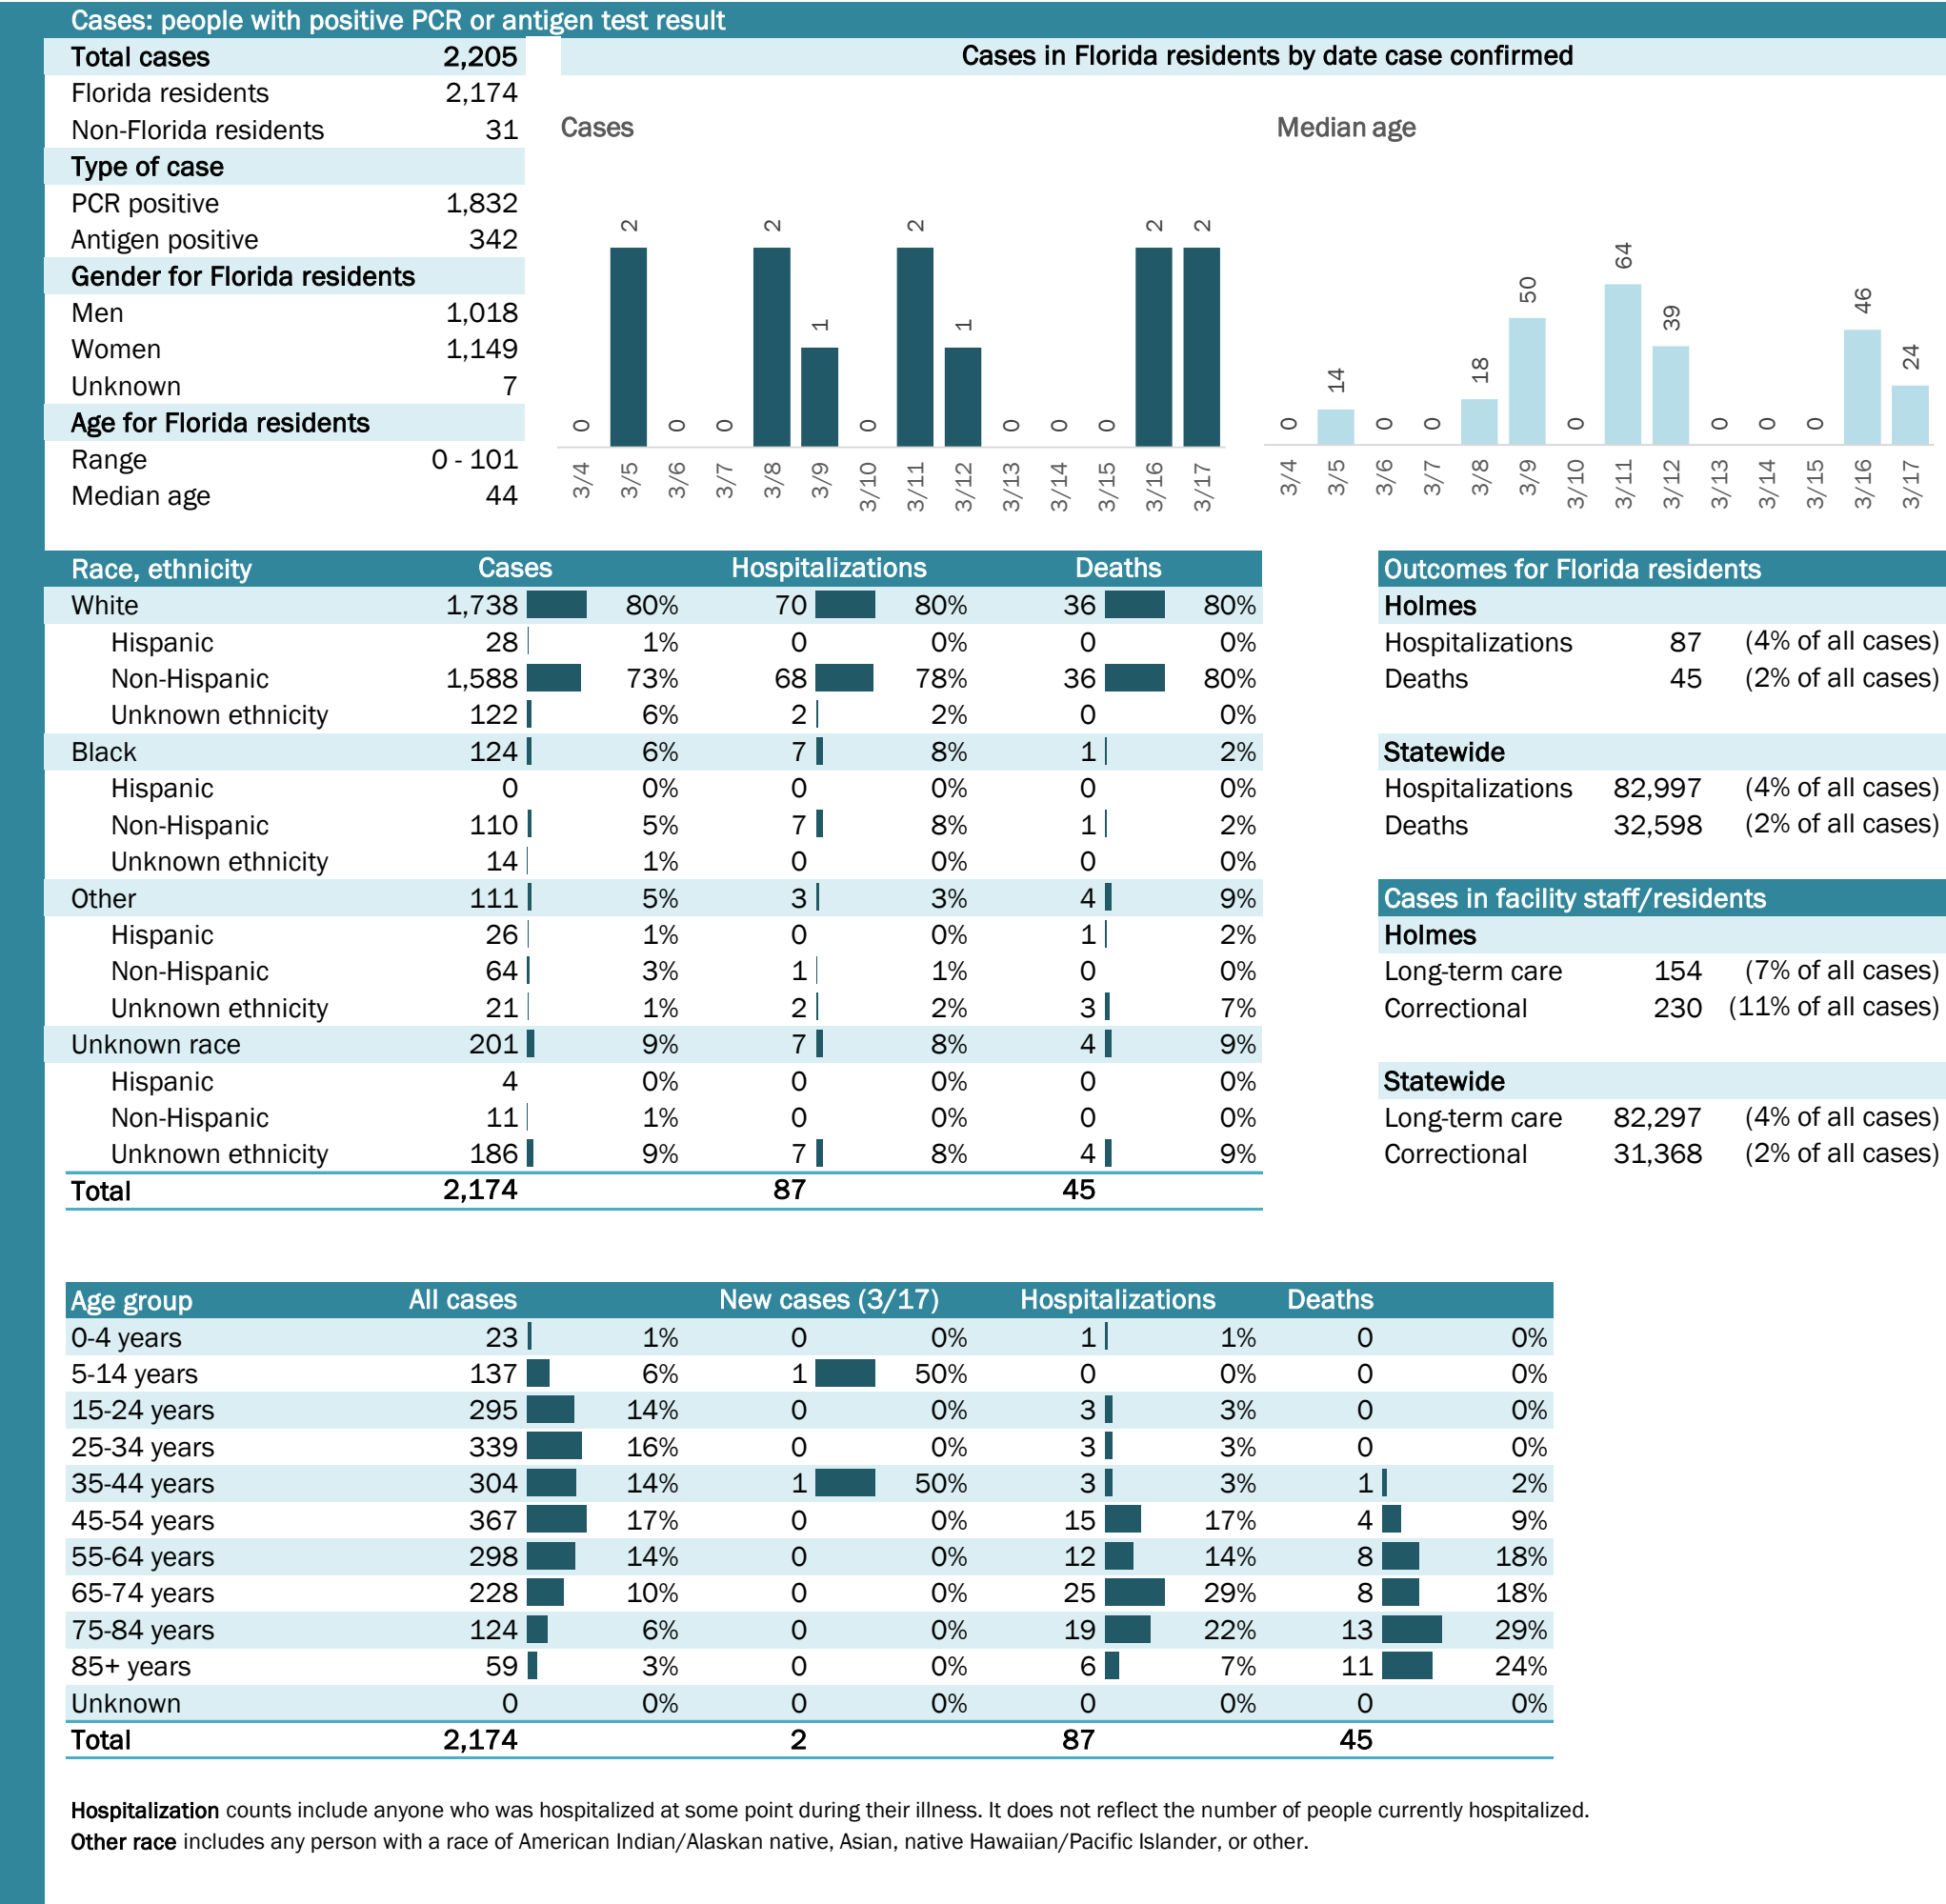 Cases: people with positive PCR or antigen test result
Total cases 2,205
Florida residents 2,174
Non-Florida residents 31
Type of case
PCR positive 1,832
Antigen positive 342
Gender for Florida residents
Men 1,018
Women 1,149
Unknown 7
Age for Florida residents
Range 0 - 101
Median age 44
Cases in Florida residents by date case confirmed
Cases
0 2 0 0 2 1 0 2 1 0 0 0 2 2
3/4 3/5 3/6 3/7 3/8 3/9 3/10 3/11 3/12 3/13 3/14 3/15 3/16 3/17
Median age
0 14 0 0 18 50 0 64 39 0 0 0 46 24
3/4 3/5 3/6 3/7 3/8 3/9 3/10 3/11 3/12 3/13 3/14 3/15 3/16 3/17
Race, ethnicity Cases Hospitalizations Deaths
White 1,738 80% 70 80% 36 80%
Hispanic 28 1% 0 0% 0 0%
Non-Hispanic 1,588 73% 68 78% 36 80%
Unknown ethnicity 122 6% 2 2% 0 0%
Black 124 6% 7 8% 1 2%
Hispanic 0 0% 0 0% 0 0%
Non-Hispanic 110 5% 7 8% 1 2%
Unknown ethnicity 14 1% 0 0% 0 0%
Other 111 5% 3 3% 4 9%
Hispanic 26 1% 0 0% 1 2%
Non-Hispanic 64 3% 1 1% 0 0%
Unknown ethnicity 21 1% 2 2% 3 7%
Unknown race 201 9% 7 8% 4 9%
Hispanic 4 0% 0 0% 0 0%
Non-Hispanic 11 1% 0 0% 0 0%
Unknown ethnicity 186 9% 7 8% 4 9%
Total 2,174 87 45
Outcomes for Florida residents
Holmes
Hospitalizations 87 (4% of all cases)
Deaths 45 (2% of all cases)
Statewide
Hospitalizations 82,997 (4% of all cases)
Deaths 32,598 (2% of all cases)
Cases in facility staff/residents
Holmes
Long-term care 154 (7% of all cases)
Correctional 230 (11% of all cases)
Statewide
Long-term care 82,297 (4% of all cases)
Correctional 31,368 (2% of all cases)
Age group All cases New cases (3/17) Hospitalizations Deaths
0-4 years 23 1% 0 0% 1 1% 0 0%
5-14 years 137 6% 1 50% 0 0% 0 0%
15-24 years 295 14% 0 0% 3 3% 0 0%
25-34 years 339 16% 0 0% 3 3% 0 0%
35-44 years 304 14% 1 50% 3 3% 1 2%
45-54 years 367 17% 0 0% 15 17% 4 9%
55-64 years 298 14% 0 0% 12 14% 8 18%
65-74 years 228 10% 0 0% 25 29% 8 18%
75-84 years 124 6% 0 0% 19 22% 13 29%
85+ years 59 3% 0 0% 6 7% 11 24%
Unknown 0 0% 0 0% 0 0% 0 0%
Total 2,174 2 87 45
Hospitalization counts include anyone who was hospitalized at some point during their illness. It does not reflect the number of people currently hospitalized.
Other race includes any person with a race of American Indian/Alaskan native, Asian, native Hawaiian/Pacific Islander, or other.